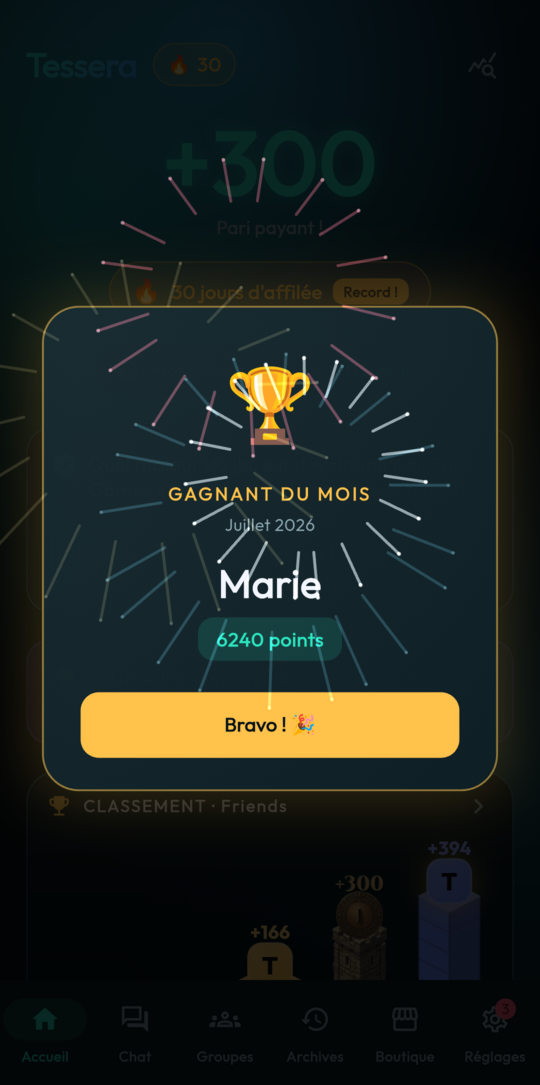 Tessera 🔥 30
+300
Pari payant !
🔥 30 jours d'affilée Record !
GAGNANT DU MOIS
Juillet 2026
Marie
6240 points
Bravo ! 🎉
CLASSEMENT · Friends
+394
T
+300
I
+166
T
3
Accueil Chat Groupes Archives Boutique Réglages